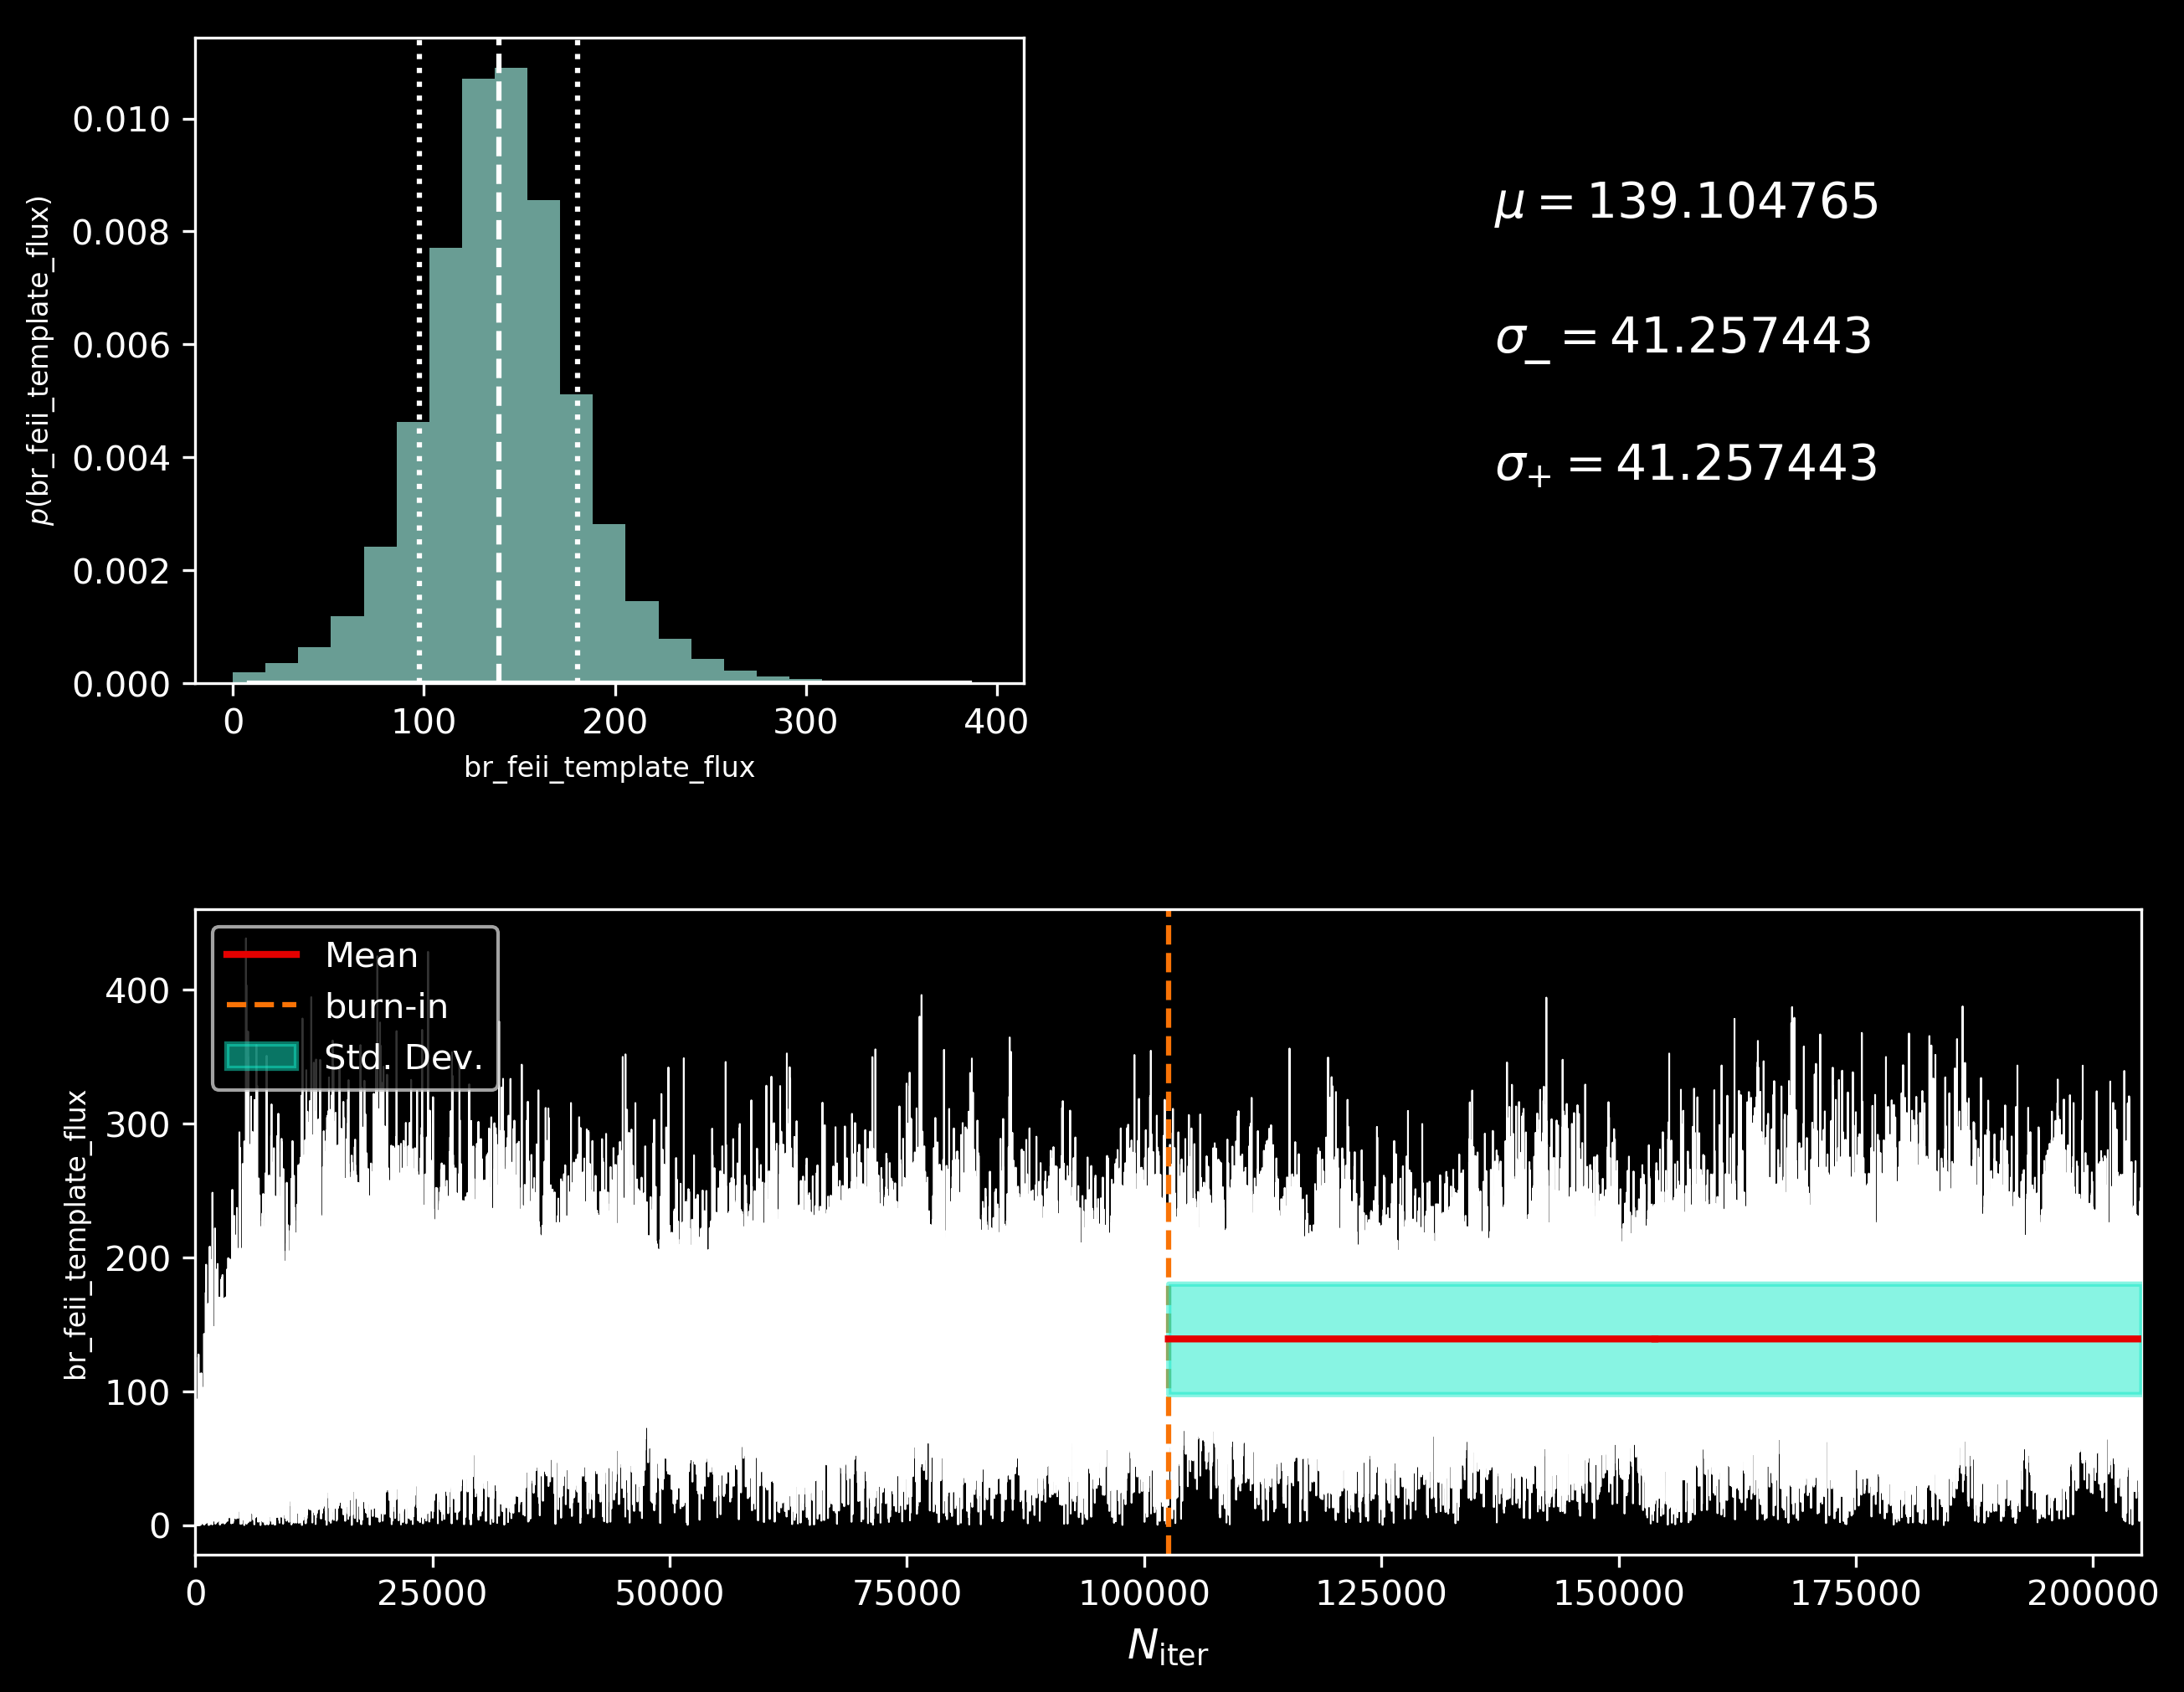 0.010
0.008
0.006
0.004
0.002
0.000
p(br_feii_template_flux)
0 100 200 300 400
br_feii_template_flux
μ = 139.104765
σ_ = 41.257443
σ+ = 41.257443
Mean
burn-in
Std. Dev.
400
300
200
100
0
br_feii_template_flux
0 25000 50000 75000 100000 125000 150000 175000 200000
Niter